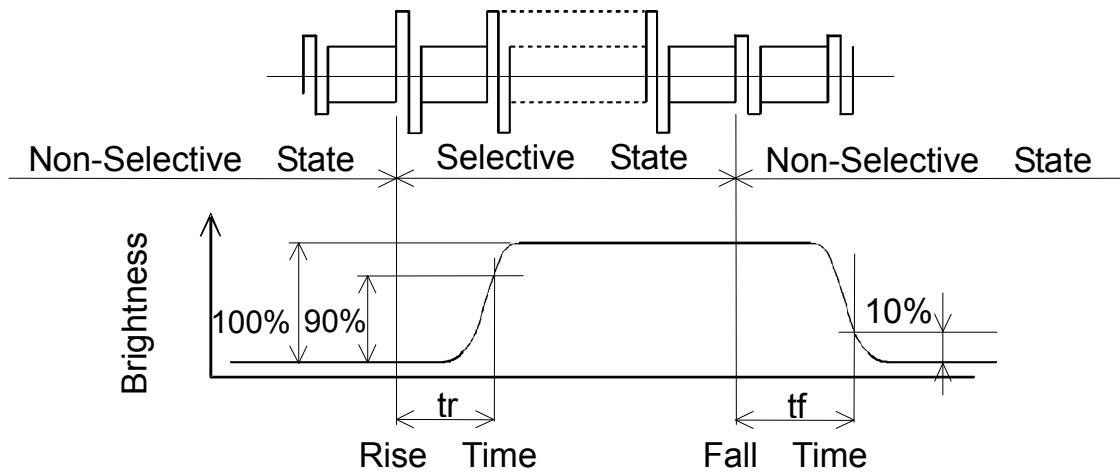 Non-Selective State
Selective State
Non-Selective State
Brightness
100%
90%
10%
tr
tf
Rise Time
Fall Time